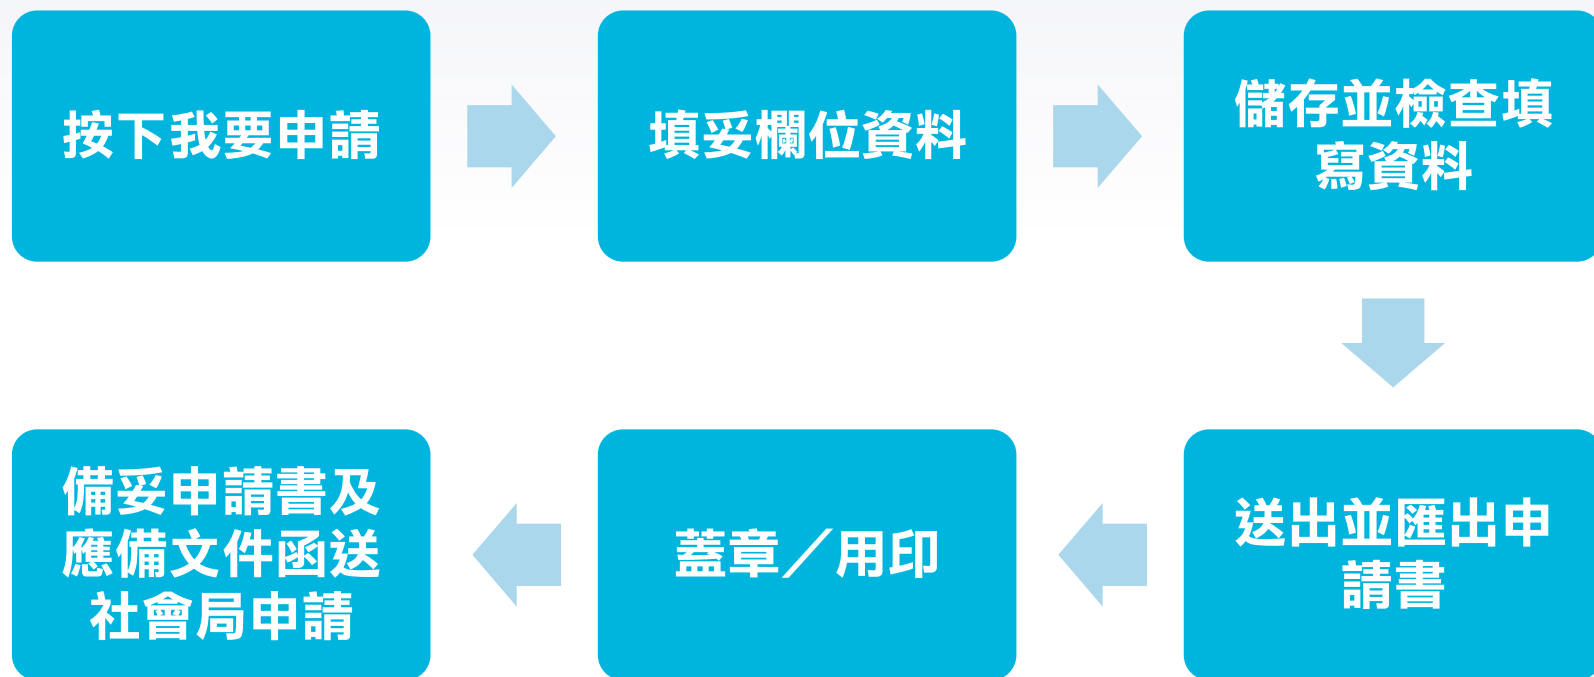 按下我要申請
填妥欄位資料
儲存並檢查填
寫資料
送出並匯出申
請書
蓋章／用印
備妥申請書及
應備文件函送
社會局申請